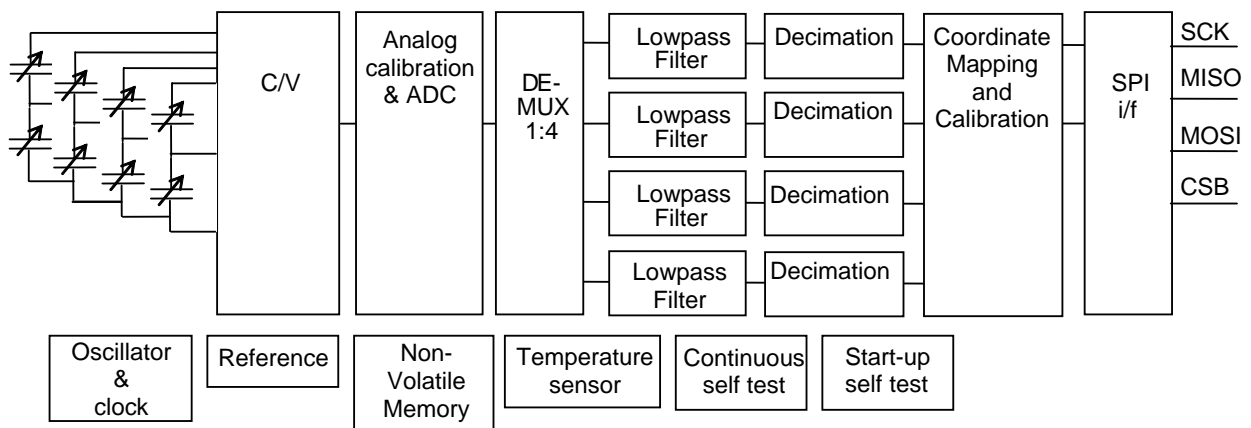 C/V
Analog
calibration
& ADC
DE-
MUX
1:4
Lowpass
Filter
Decimation
Lowpass
Filter
Decimation
Lowpass
Filter
Decimation
Lowpass
Filter
Decimation
Coordinate
Mapping
and
Calibration
SPI
i/f
SCK
MISO
MOSI
CSB
Oscillator
&
clock
Reference
Non-
Volatile
Memory
Temperature
sensor
Continuous
self test
Start-up
self test